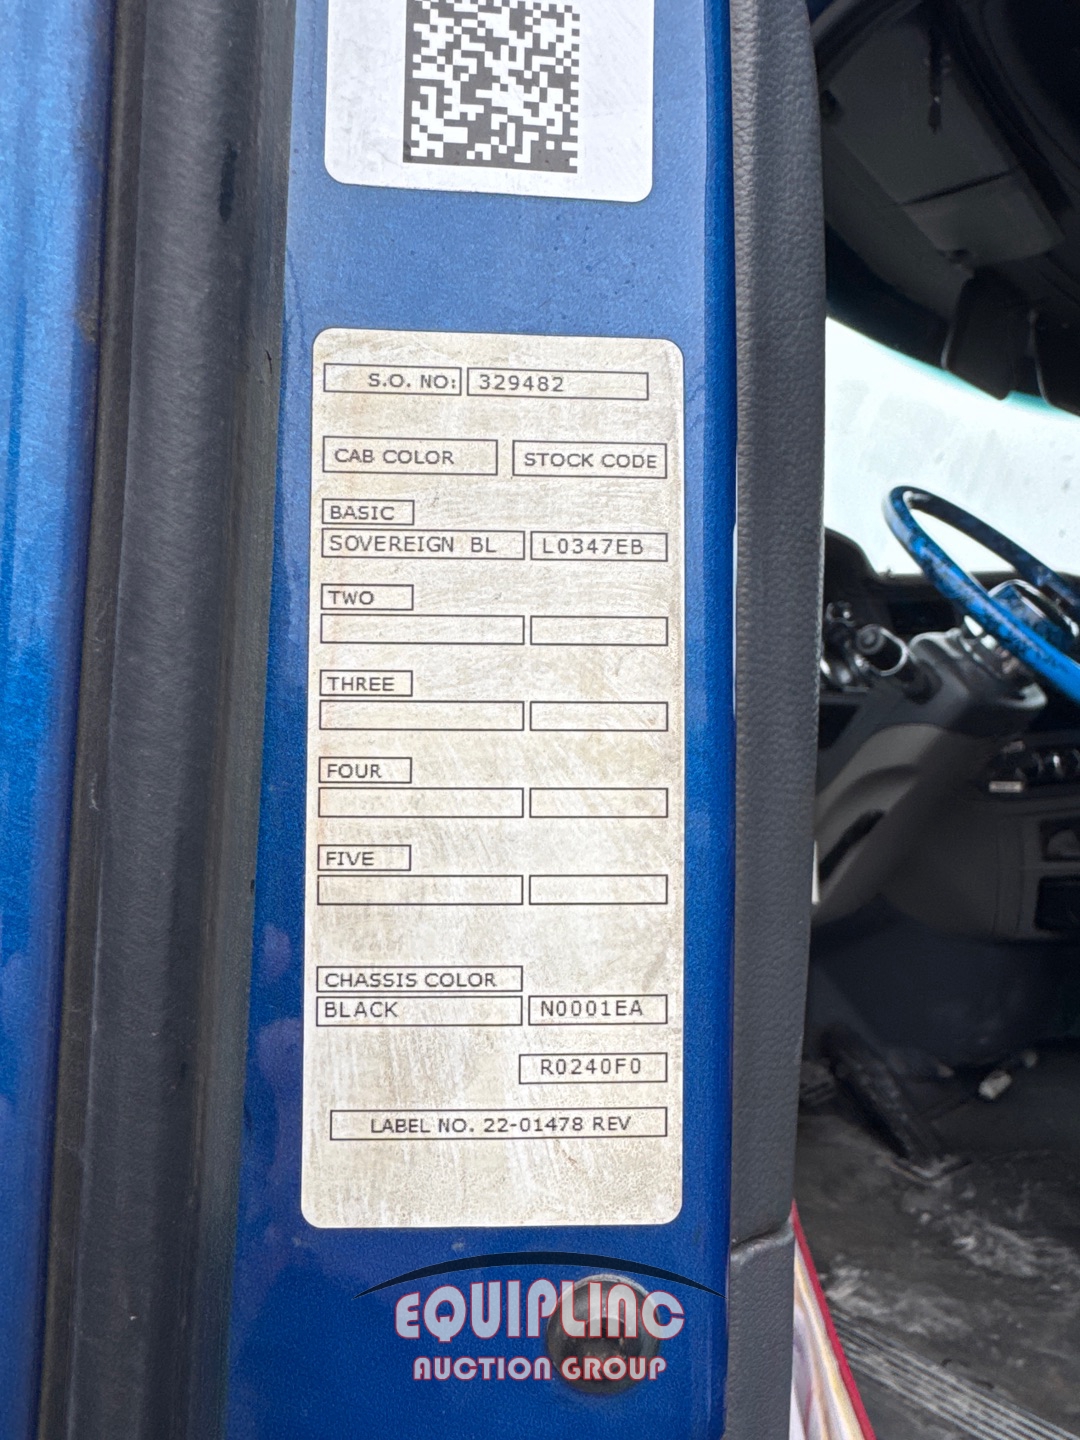 S.O. NO: 329482
CAB COLOR STOCK CODE
BASIC
SOVEREIGN BL L0347EB
TWO
THREE
FOUR
FIVE
CHASSIS COLOR
BLACK N0001EA
R0240F0
LABEL NO. 22-01478 REV
EQUIPLINC
AUCTION GROUP